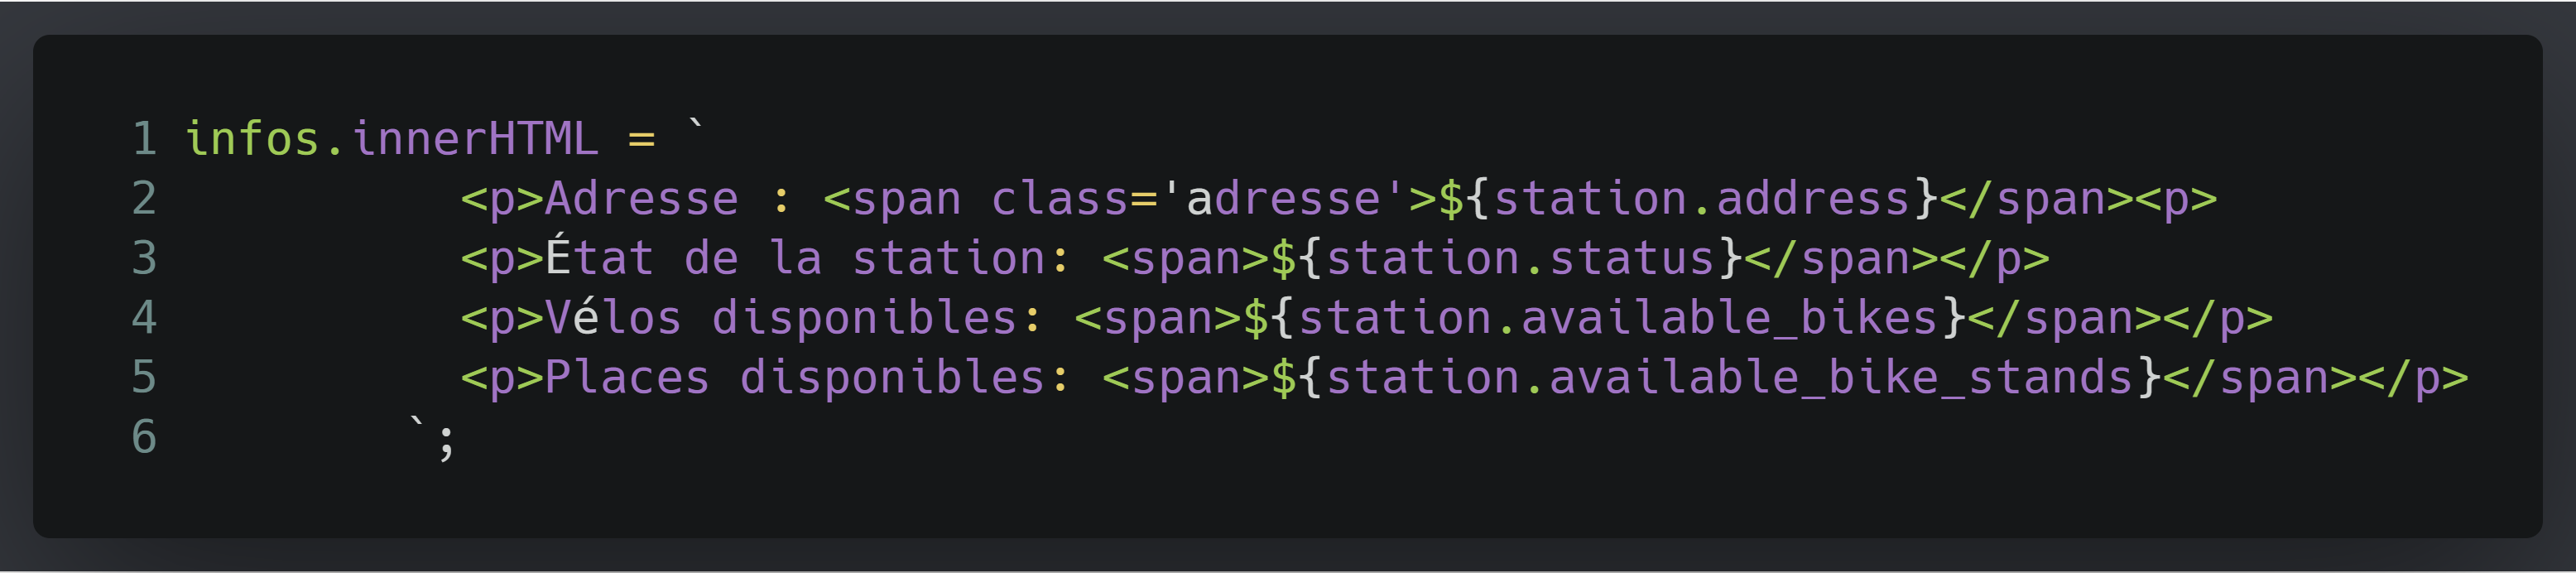 1 infos.innerHTML = `
2           <p>Adresse : <span class='adresse'>${station.address}</span><p>
3           <p>État de la station: <span>${station.status}</span></p>
4           <p>Vélos disponibles: <span>${station.available_bikes}</span></p>
5           <p>Places disponibles: <span>${station.available_bike_stands}</span></p>
6         `;